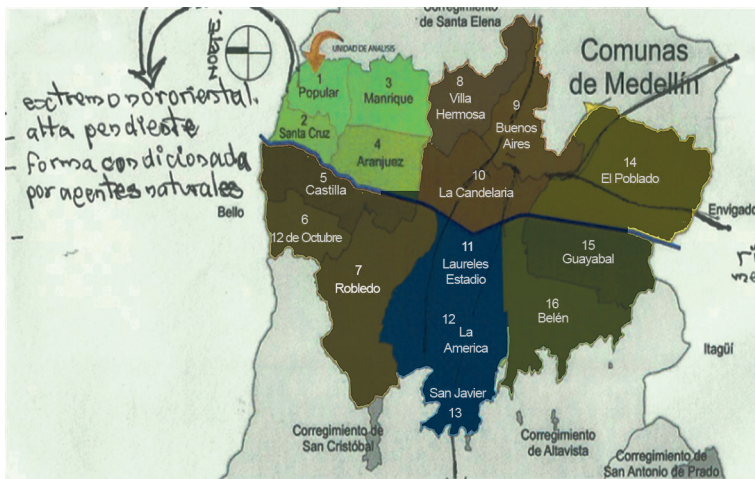 Corregimiento
de Santa Elena
NORTE.
UNIDAD DE ANALISIS
Comunas
de Medellín
extremo nororiental.
alta pendiente
forma condicionada
por agentes naturales
1
Popular
3
Manrique
2
Santa Cruz
4
Aranjuez
8
Villa
Hermosa
9
Buenos
Aires
10
La Candelaria
14
El Poblado
5
Castilla
6
12 de Octubre
7
Robledo
Bello
Envigado
11
Laureles
Estadio
12
La
America
San Javier
13
15
Guayabal
16
Belén
Itagüí
Corregimiento de
San Cristóbal
Corregimiento
de Altavista
Corregimiento de
San Antonio de Prado